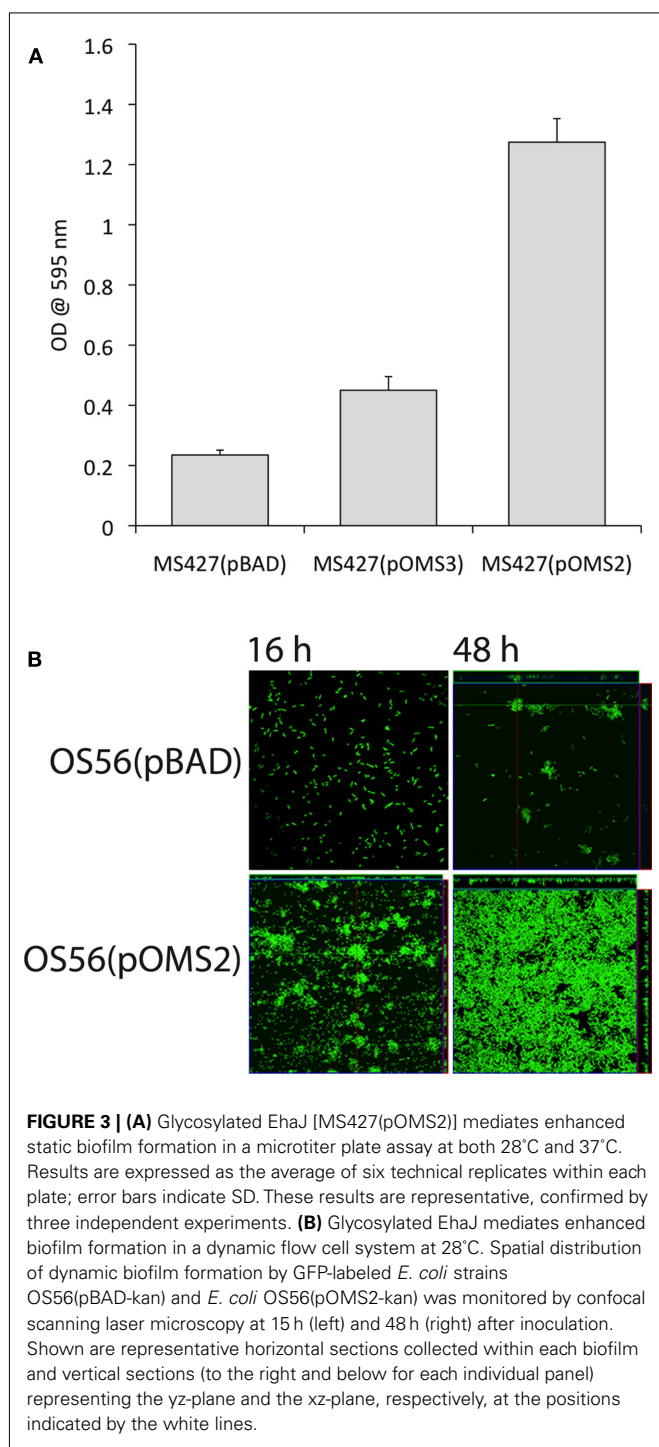 A
1.6
1.4
1.2
1
0.8
0.6
0.4
0.2
0
OD @ 595 nm
MS427(pBAD) MS427(pOMS3) MS427(pOMS2)
B
16 h 48 h
OS56(pBAD)
OS56(pOMS2)
FIGURE 3 | (A) Glycosylated EhaJ [MS427(pOMS2)] mediates enhanced
static biofilm formation in a microtiter plate assay at both 28˚C and 37˚C.
Results are expressed as the average of six technical replicates within each
plate; error bars indicate SD. These results are representative, confirmed by
three independent experiments. (B) Glycosylated EhaJ mediates enhanced
biofilm formation in a dynamic flow cell system at 28˚C. Spatial distribution
of dynamic biofilm formation by GFP-labeled E. coli strains
OS56(pBAD-kan) and E. coli OS56(pOMS2-kan) was monitored by confocal
scanning laser microscopy at 15 h (left) and 48 h (right) after inoculation.
Shown are representative horizontal sections collected within each biofilm
and vertical sections (to the right and below for each individual panel)
representing the yz-plane and the xz-plane, respectively, at the positions
indicated by the white lines.